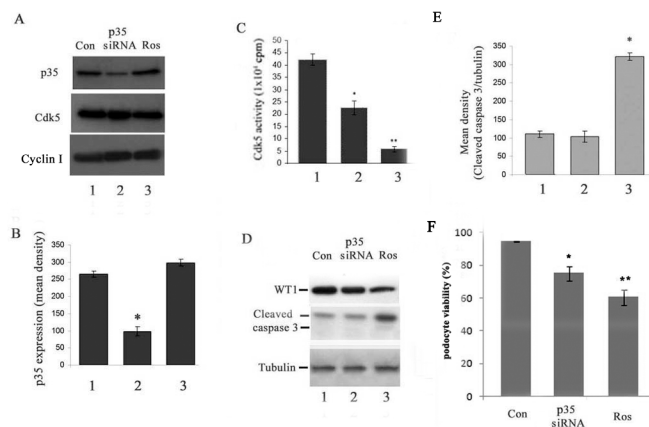 A
p35
Con siRNA Ros
p35
Cdk5
Cyclin I
1 2 3
B
p35 expression (mean density)
300
250
200
150
100
50
0
*
1 2 3
C
Cdk5 activity (1x10⁴ cpm)
50
45
40
35
30
25
20
15
10
5
0
*
**
1 2 3
D
p35
Con siRNA Ros
WT1
Cleaved
caspase 3
Tubulin
1 2 3
E
Mean density
(Cleaved caspase 3/tubulin)
350
300
250
200
150
100
50
0
*
1 2 3
F
podocyte viability (%)
100
80
60
40
20
0
*
**
Con p35 Ros
siRNA